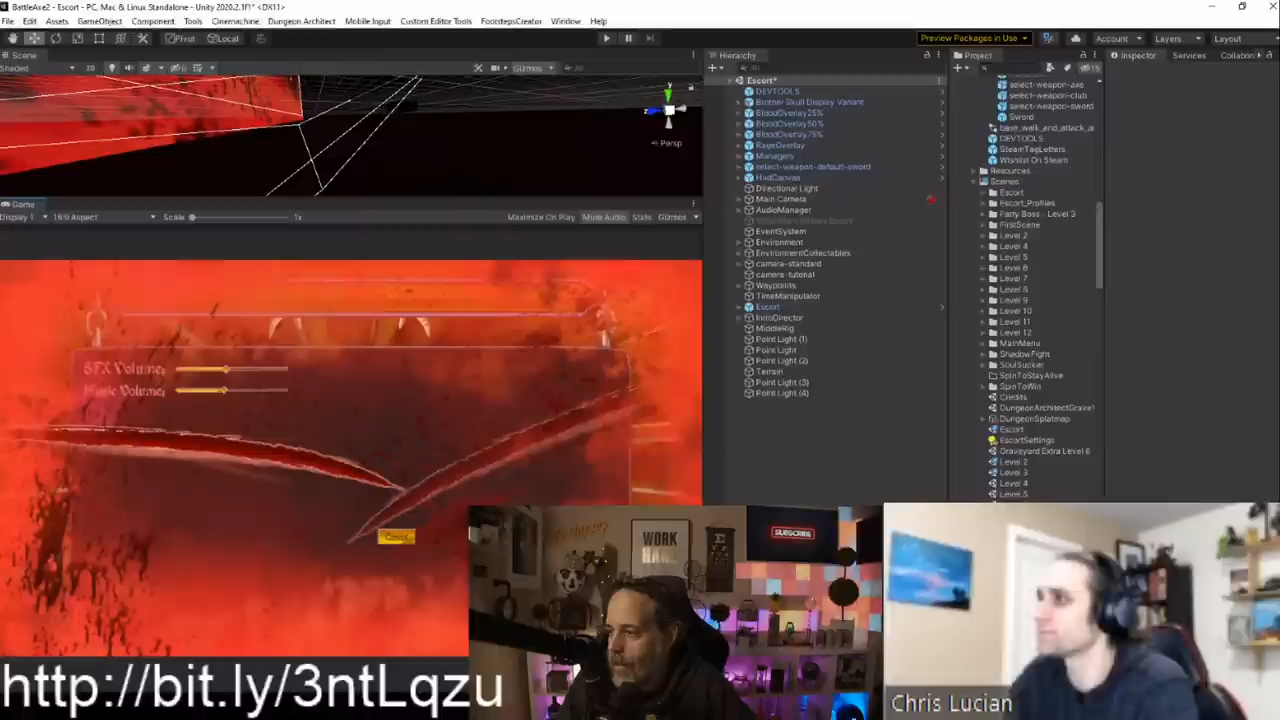 BattleAxe2 - Escort - PC, Mac & Linux Standalone - Unity 2020.2.1f1* <DX11>
File Edit Assets GameObject Component Tools Cinemachine Dungeon Architect Mobile Input Custom Editor Tools FootstepsCreator Window Help
Pivot Local
Preview Packages in Use
Account
Layers
Layout
Scene
Shaded
2D
Gizmos
All
y
z
Persp
Game
Display 1
16:9 Aspect
Scale
1x
Maximize On Play
Mute Audio
Stats
Gizmos
SFX Volume:
Music Volume:
Hierarchy
All
Escort*
DEVTOOLS
Brother Skull Display Variant
BloodOverlay25%
BloodOverlay50%
BloodOverlay75%
RageOverlay
Managers
select-weapon-default-sword
HudCanvas
Directional Light
Main Camera
AudioManager
EventSystem
Environment
EnvironmentCollectables
camera-standard
camera-tutorial
Waypoints
TimeManipulator
Escort
IntroDirector
MiddleRig
Point Light (1)
Point Light
Point Light (2)
Terrain
Point Light (3)
Point Light (4)
Project
15
select-weapon-axe
select-weapon-club
select-weapon-sword
Sword
base_walk_and_attack_a
DEVTOOLS
SteamTagLetters
Wishlist On Steam
Resources
Scenes
Escort
Escort_Profiles
Fatty Boss - Level 3
FirstScene
Level 2
Level 4
Level 5
Level 6
Level 7
Level 8
Level 9
Level 10
Level 11
Level 12
MainMenu
ShadowFight
SoulSucker
SpinToStayAlive
SpinToWin
Credits
DungeonArchitectGrave
DungeonSplatmap
Escort
EscortSettings
Graveyard Extra Level 6
Level 2
Level 3
Level 4
Level 5
Inspector
Services
Collabor
WORK
HARD
SUBSCRIBE
http://bit.ly/3ntLqzu
Chris Lucian